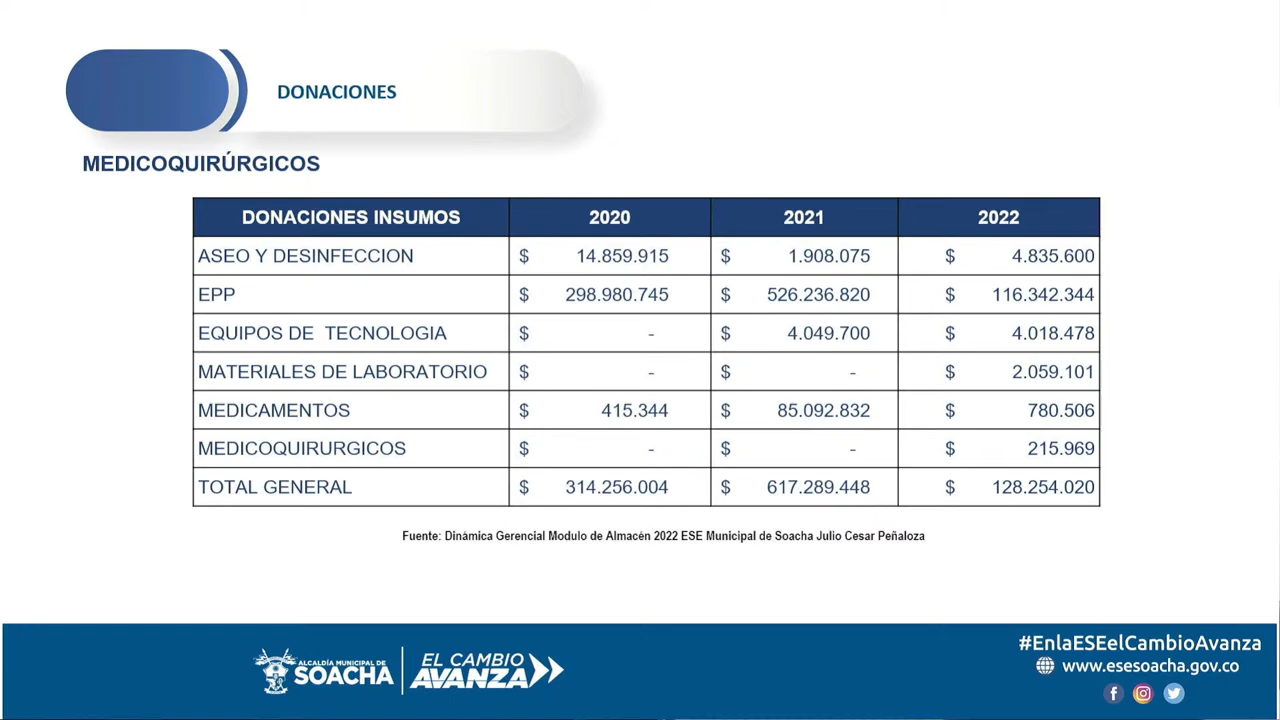 DONACIONES
MEDICOQUIRÚRGICOS
DONACIONES INSUMOS 2020 2021 2022
ASEO Y DESINFECCION $ 14.859.915 $ 1.908.075 $ 4.835.600
EPP $ 298.980.745 $ 526.236.820 $ 116.342.344
EQUIPOS DE TECNOLOGIA $ - $ 4.049.700 $ 4.018.478
MATERIALES DE LABORATORIO $ - $ - $ 2.059.101
MEDICAMENTOS $ 415.344 $ 85.092.832 $ 780.506
MEDICOQUIRURGICOS $ - $ - $ 215.969
TOTAL GENERAL $ 314.256.004 $ 617.289.448 $ 128.254.020
Fuente: Dinámica Gerencial Modulo de Almacén 2022 ESE Municipal de Soacha Julio Cesar Peñaloza
ALCALDÍA MUNICIPAL DE
SOACHA
EL CAMBIO
AVANZA
#EnlaESEelCambioAvanza
www.esesoacha.gov.co